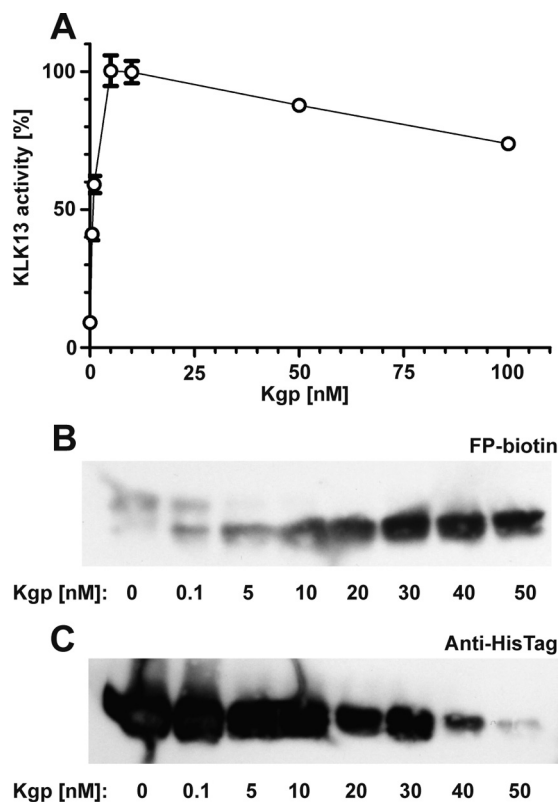 A
KLK13 activity [%]
100
50
0
0 25 50 75 100
Kgp [nM]
B
FP-biotin
Kgp [nM]: 0 0.1 5 10 20 30 40 50
C
Anti-HisTag
Kgp [nM]: 0 0.1 5 10 20 30 40 50